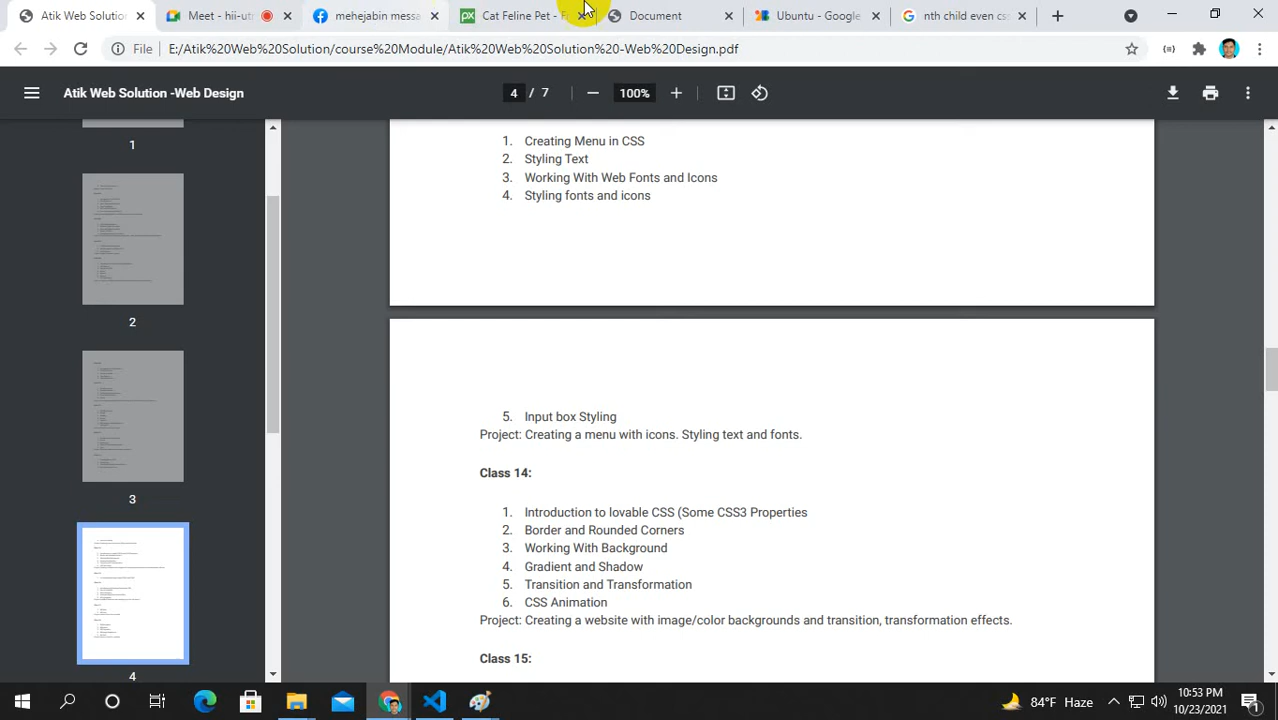 Atik Web Solution
Meet - hii-ut
mehejabin messa
Cat Feline Pet - F
Document
Ubuntu - Google
nth child even cs
File
E:/Atik%20Web%20Solution/course%20Module/Atik%20Web%20Solution%20-Web%20Design.pdf
Atik Web Solution -Web Design
4 / 7
100%
1
2
3
4
1. Creating Menu in CSS
2. Styling Text
3. Working With Web Fonts and Icons
4. Styling fonts and icons
5. Input box Styling
Project: Creating a menu with icons. Styling text and fonts.
Class 14:
1. Introduction to lovable CSS (Some CSS3 Properties
2. Border and Rounded Corners
3. Working With Background
4. Gradient and Shadow
5. Transition and Transformation
6. CSS Animation
Project: Creating a website with image/color backgrounds and transition, transformation effects.
Class 15:
84°F Haze
10:53 PM
10/23/2021
1